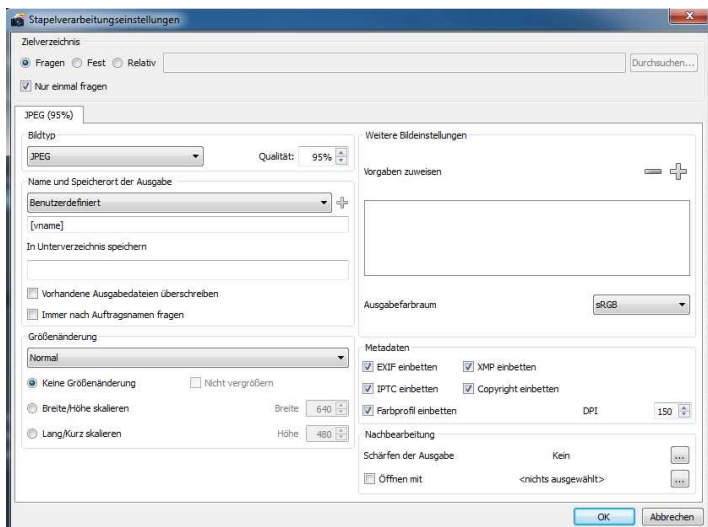 Stapelverarbeitungseinstellungen
Zielverzeichnis
Fragen Fest Relativ Durchsuchen...
Nur einmal fragen
JPEG (95%)
Bildtyp
JPEG Qualität: 95%
Name und Speicherort der Ausgabe
Benutzerdefiniert
[vname]
In Unterverzeichnis speichern
Vorhandene Ausgabedateien überschreiben
Immer nach Auftragsnamen fragen
Größenänderung
Normal
Keine Größenänderung Nicht vergrößern
Breite/Höhe skalieren Breite 640
Lang/Kurz skalieren Höhe 480
Weitere Bildeinstellungen
Vorgaben zuweisen
Ausgabefarbraum sRGB
Metadaten
EXIF einbetten XMP einbetten
IPTC einbetten Copyright einbetten
Farbprofil einbetten DPI 150
Nachbearbeitung
Schärfen der Ausgabe Kein ...
Öffnen mit <nichts ausgewählt> ...
OK Abbrechen